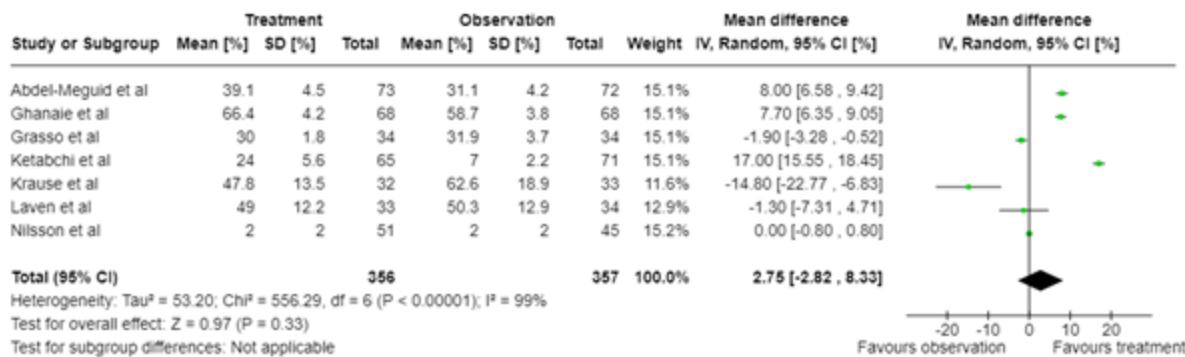 Treatment Observation Mean difference Mean difference
Study or Subgroup Mean [%] SD [%] Total Mean [%] SD [%] Total Weight IV, Random, 95% CI [%] IV, Random, 95% CI [%]
Abdel-Meguid et al 39.1 4.5 73 31.1 4.2 72 15.1% 8.00 [6.58 , 9.42]
Ghanaie et al 66.4 4.2 68 58.7 3.8 68 15.1% 7.70 [6.35 , 9.05]
Grasso et al 30 1.8 34 31.9 3.7 34 15.1% -1.90 [-3.28 , -0.52]
Ketabchi et al 24 5.6 65 7 2.2 71 15.1% 17.00 [15.55 , 18.45]
Krause et al 47.8 13.5 32 62.6 18.9 33 11.6% -14.80 [-22.77 , -6.83]
Laven et al 49 12.2 33 50.3 12.9 34 12.9% -1.30 [-7.31 , 4.71]
Nilsson et al 2 2 51 2 2 45 15.2% 0.00 [-0.80 , 0.80]
Total (95% CI) 356 357 100.0% 2.75 [-2.82 , 8.33]
Heterogeneity: Tau² = 53.20; Chi² = 556.29, df = 6 (P < 0.00001); I² = 99%
Test for overall effect: Z = 0.97 (P = 0.33)
Test for subgroup differences: Not applicable
-20 -10 0 10 20
Favours observation Favours treatment